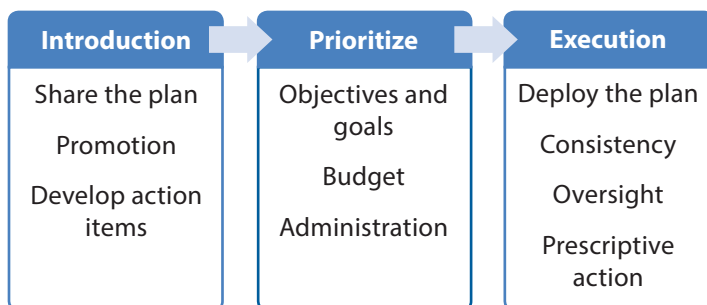 Introduction
Share the plan
Promotion
Develop action
items
Prioritize
Objectives and
goals
Budget
Administration
Execution
Deploy the plan
Consistency
Oversight
Prescriptive
action